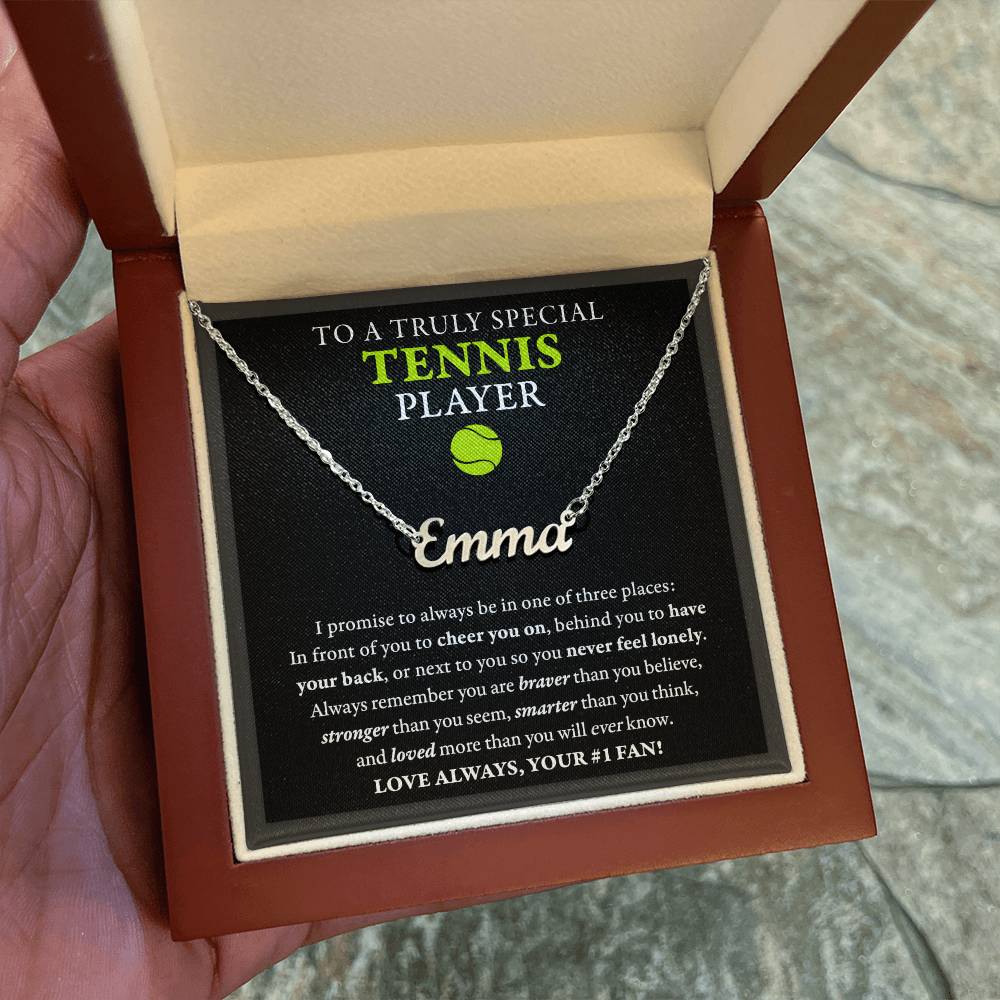 TO A TRULY SPECIAL
TENNIS
PLAYER
Emma
I promise to always be in one of three places:
In front of you to cheer you on, behind you to have
your back, or next to you so you never feel lonely.
Always remember you are braver than you believe,
stronger than you seem, smarter than you think,
and loved more than you will ever know.
LOVE ALWAYS, YOUR #1 FAN!